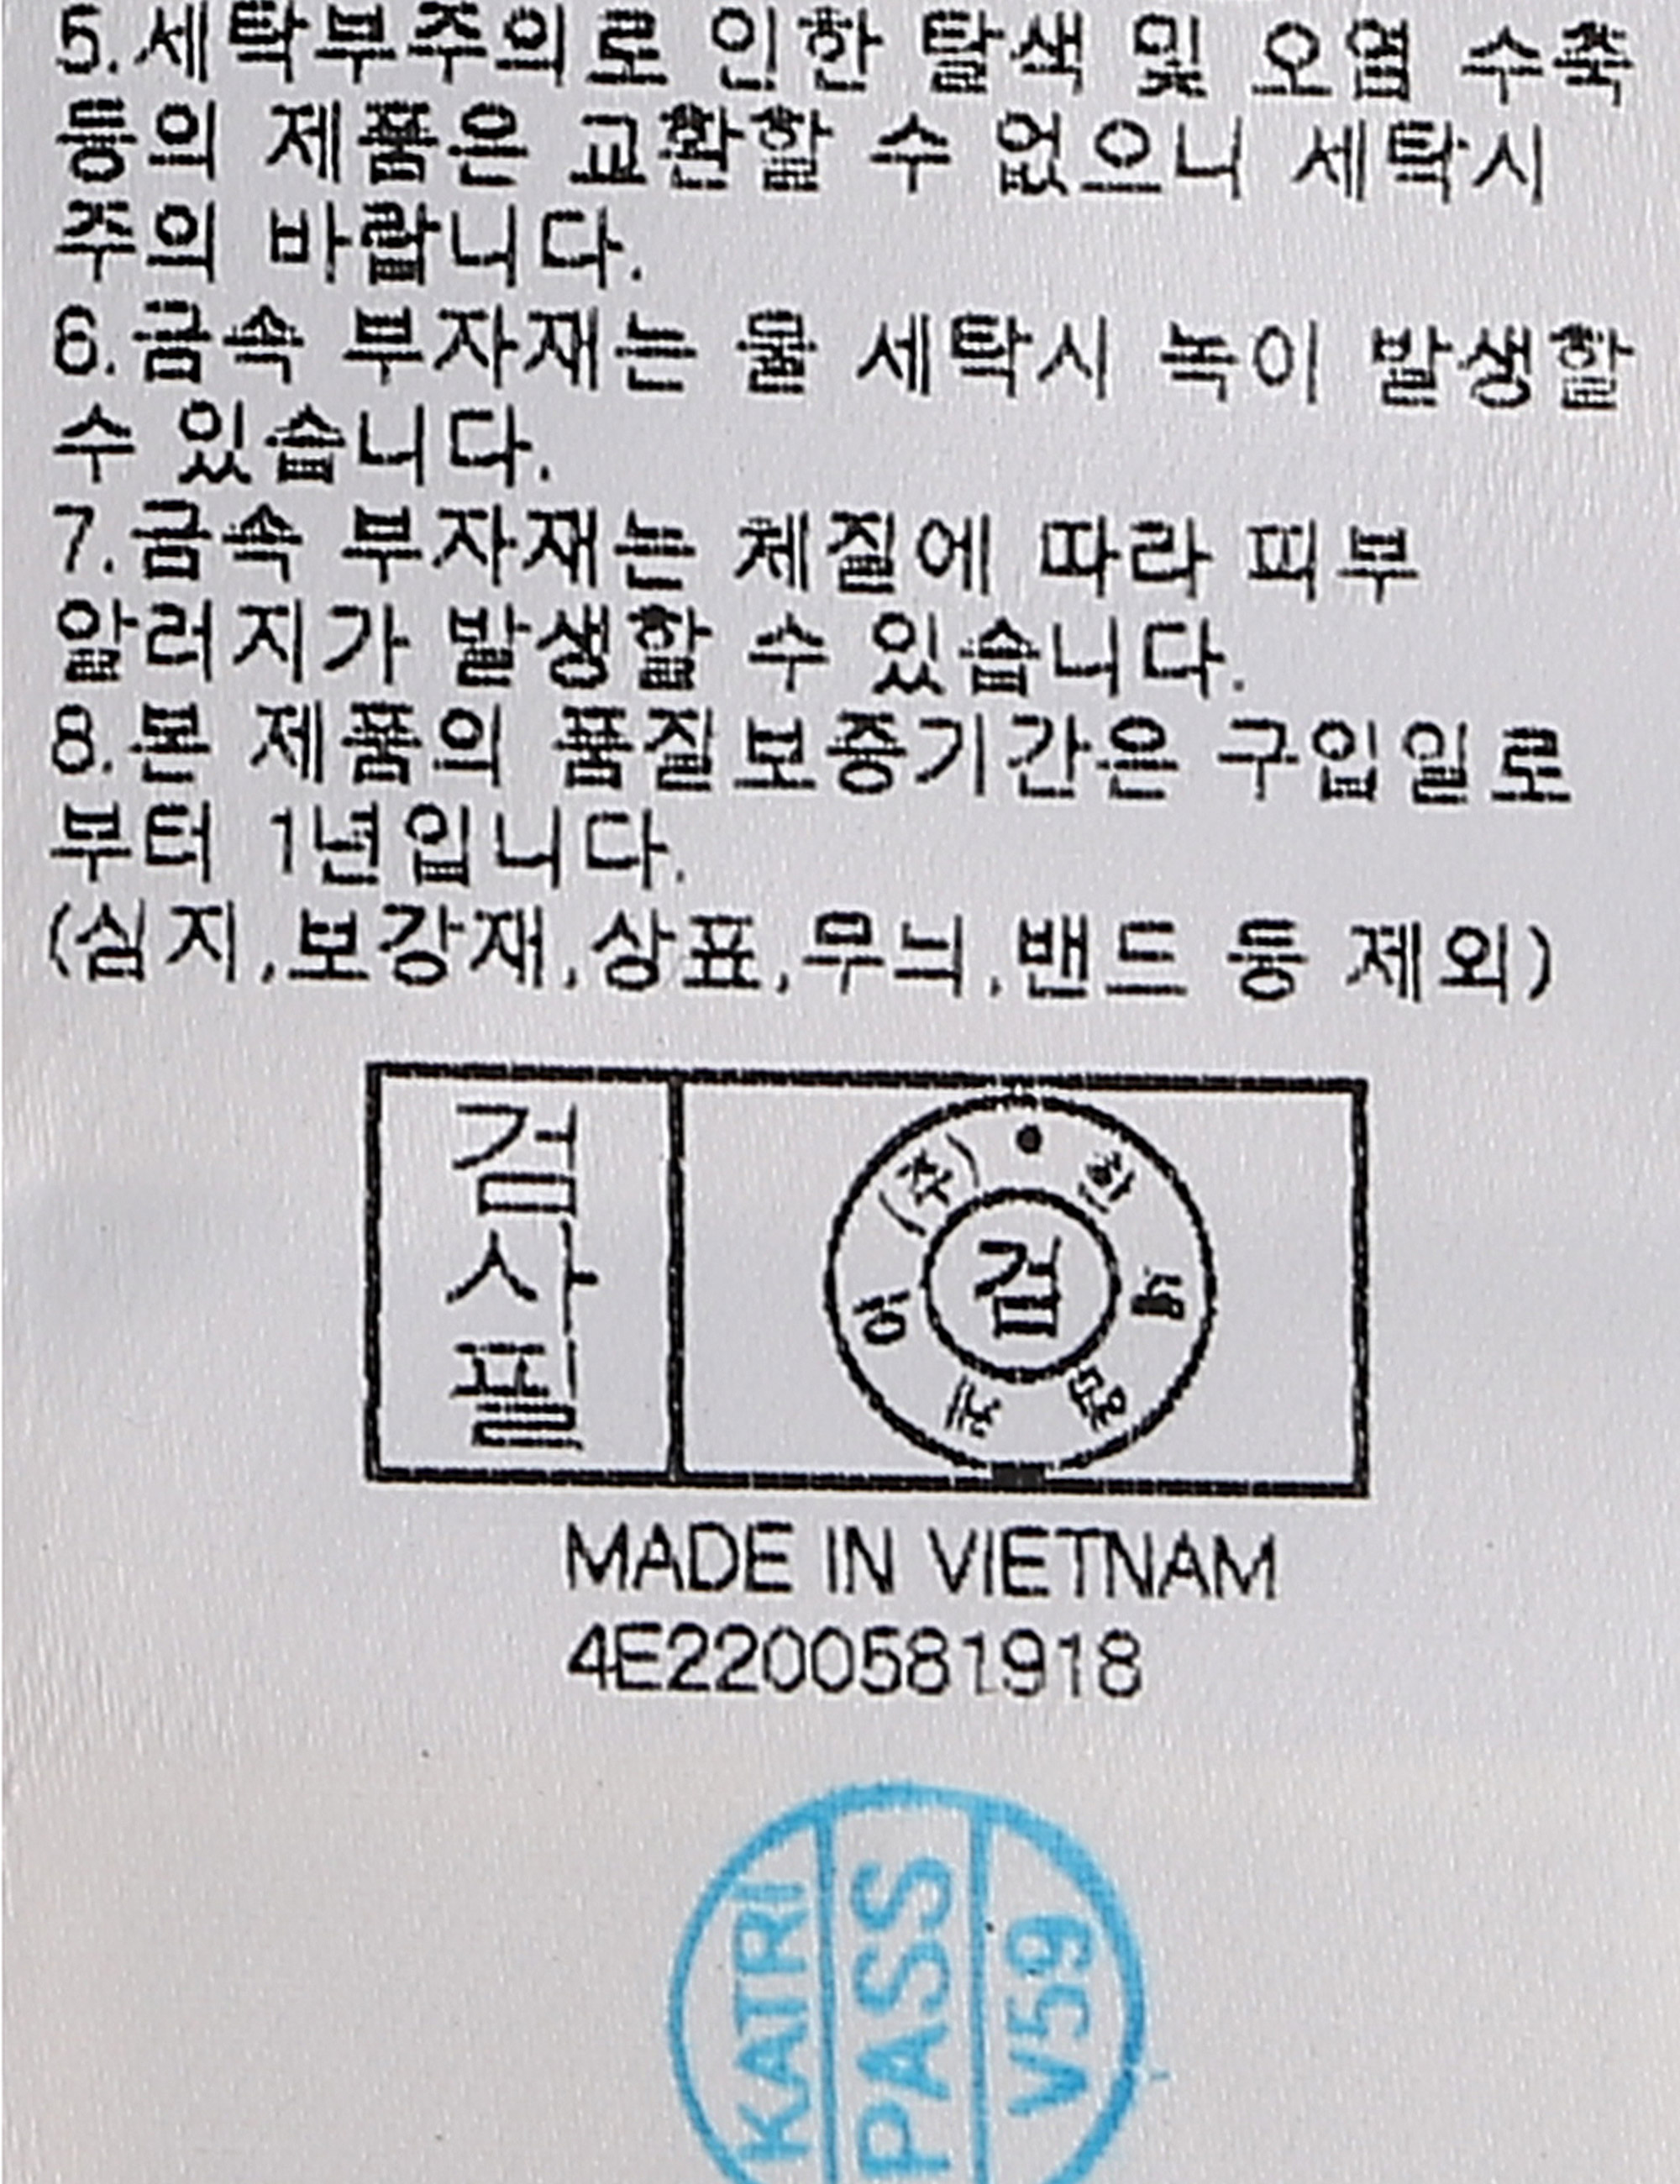 5.세탁부주의로 인한 탈색 및 오염 수축
등의 제품은 교환할 수 없으니 세탁시
주의 바랍니다.
6.금속 부자재는 물 세탁시 녹이 발생할
수 있습니다.
7.금속 부자재는 체질에 따라 피부
알러지가 발생할 수 있습니다.
8.본 제품의 품질보증기간은 구입일로
부터 1년입니다.
(심지,보강재,상표,무늬,밴드 등 제외)
검사필
(주)한세엠케이
검
MADE IN VIETNAM
4E2200581918
KATRI
PASS
V59